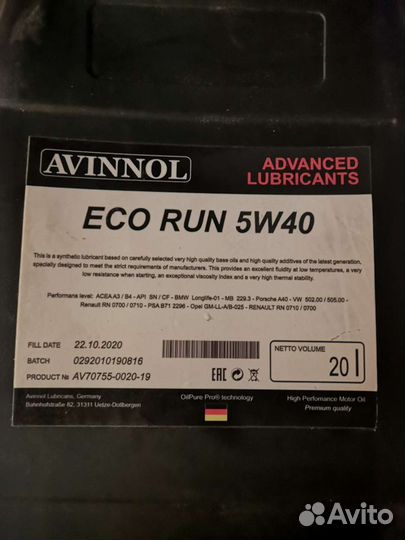 AVINNOL
ADVANCED
LUBRICANTS
ECO RUN 5W40
This is a synthetic lubricant based on carefully selected very high quality base oils and high quality additives of the latest generation,
specially designed to meet the strict requirements of manufacturers. This provides an excellent fluidity at low temperatures, a very
low resistance when starting, an exceptional viscosity index and a very high thermal stability.
Performans level: ACEA A3 / B4 - API SN / CF - BMW Longlife-01 - MB 229.3 - Porsche A40 - VW 502.00 / 505.00 -
Renault RN 0700 / 0710 - PSA B71 2296 - Opel GM-LL-A/B-025 - RENAULT RN 0710 / 0700
FILL DATE 22.10.2020
BATCH 0292010190816
PRODUCT № AV70755-0020-19
EAC CE
NETTO VOLUME
20 l
Avinnol Lubricants, Germany
Bahnhofstraße 82, 31311 Uetze-Dollbergen
OilPure Pro® technology
High-Perfomance Motor Oil
Premium quality
Avito